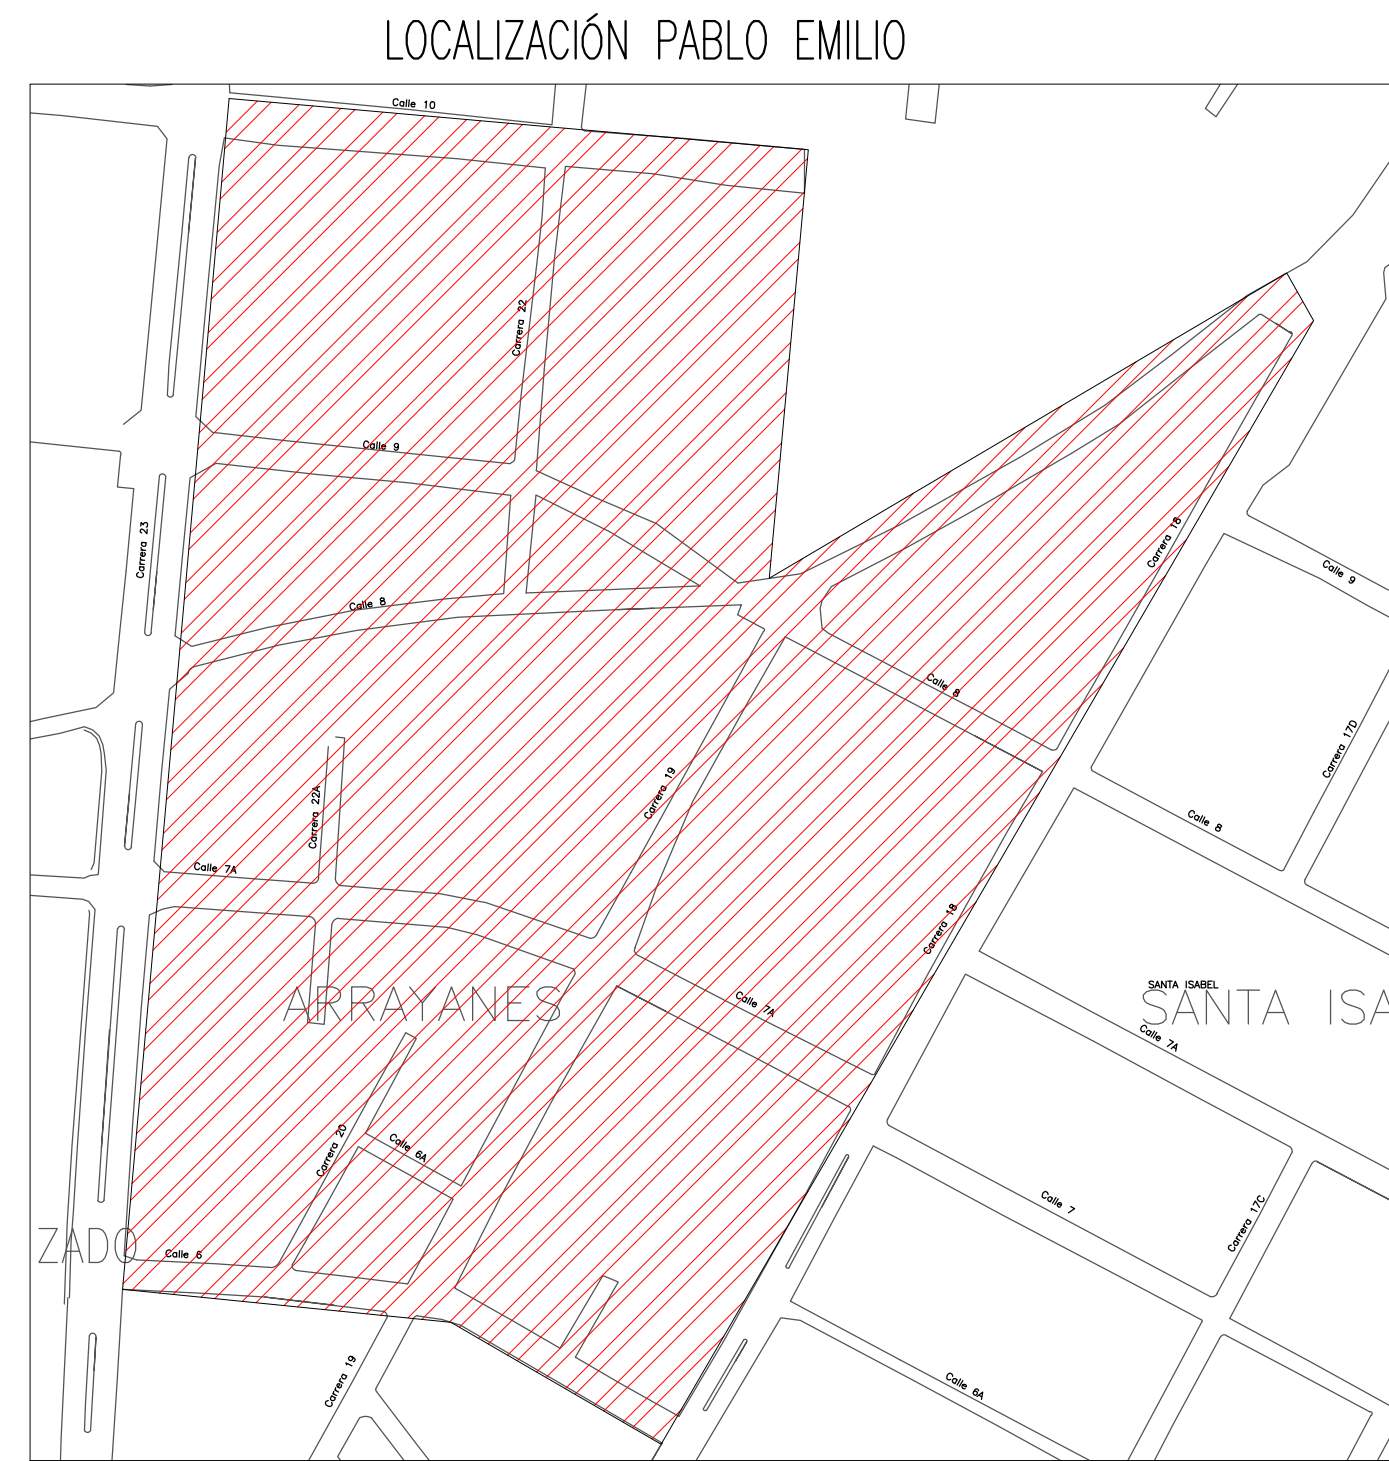 LOCALIZACIÓN PABLO EMILIO
Calle 10
Carrera 22
Calle 9
Carrera 23
Carrera 18
Calle 9
Calle 8
Calle 8
Carrera 17D
Carrera 19
Carrera 22A
Calle 8
Calle 7A
Carrera 18
SANTA ISABEL
ARRAYANES
Calle 7A
SANTA ISA
Calle 7A
Carrera 20
Calle 6A
Calle 7
Carrera 17C
ZADO
Calle 6
Carrera 19
Calle 6A